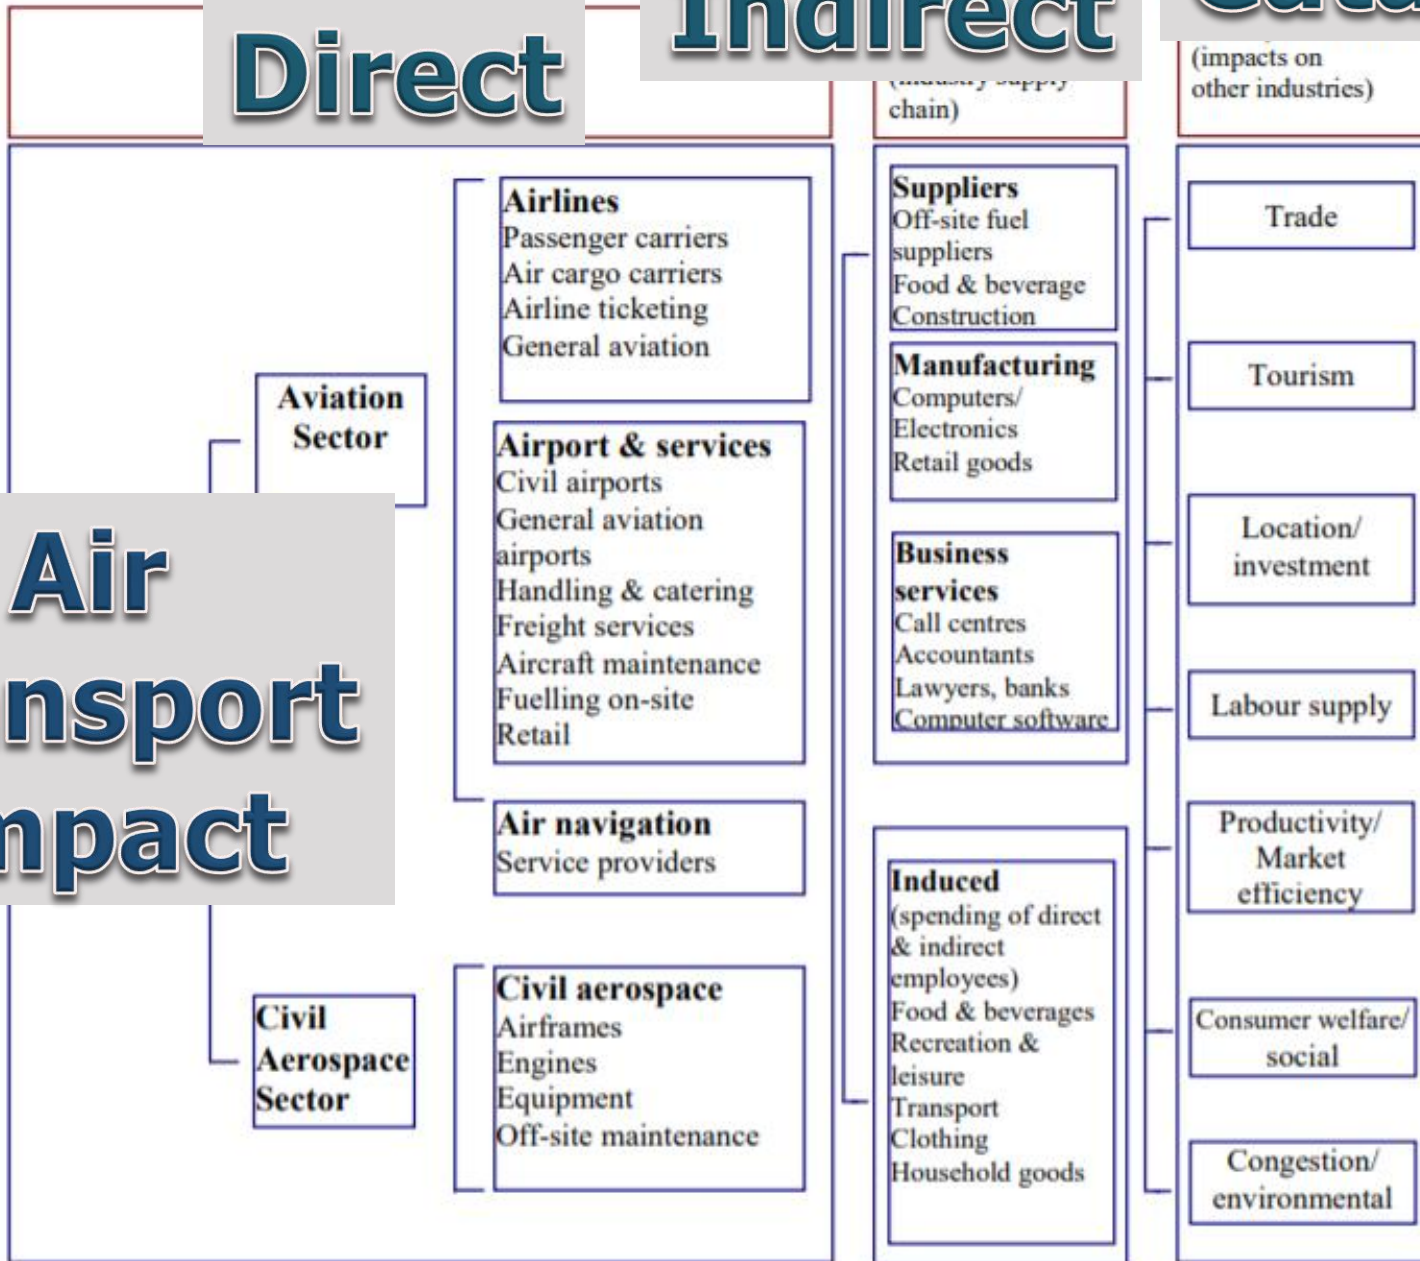 Direct
Indirect
(industry supply
chain)
(impacts on
other industries)
Air
nsport
mpact
Aviation
Sector
Civil
Aerospace
Sector
Airlines
Passenger carriers
Air cargo carriers
Airline ticketing
General aviation
Airport & services
Civil airports
General aviation
airports
Handling & catering
Freight services
Aircraft maintenance
Fuelling on-site
Retail
Air navigation
Service providers
Civil aerospace
Airframes
Engines
Equipment
Off-site maintenance
Suppliers
Off-site fuel
suppliers
Food & beverage
Construction
Manufacturing
Computers/
Electronics
Retail goods
Business
services
Call centres
Accountants
Lawyers, banks
Computer software
Induced
(spending of direct
& indirect
employees)
Food & beverages
Recreation &
leisure
Transport
Clothing
Household goods
Trade
Tourism
Location/
investment
Labour supply
Productivity/
Market
efficiency
Consumer welfare/
social
Congestion/
environmental